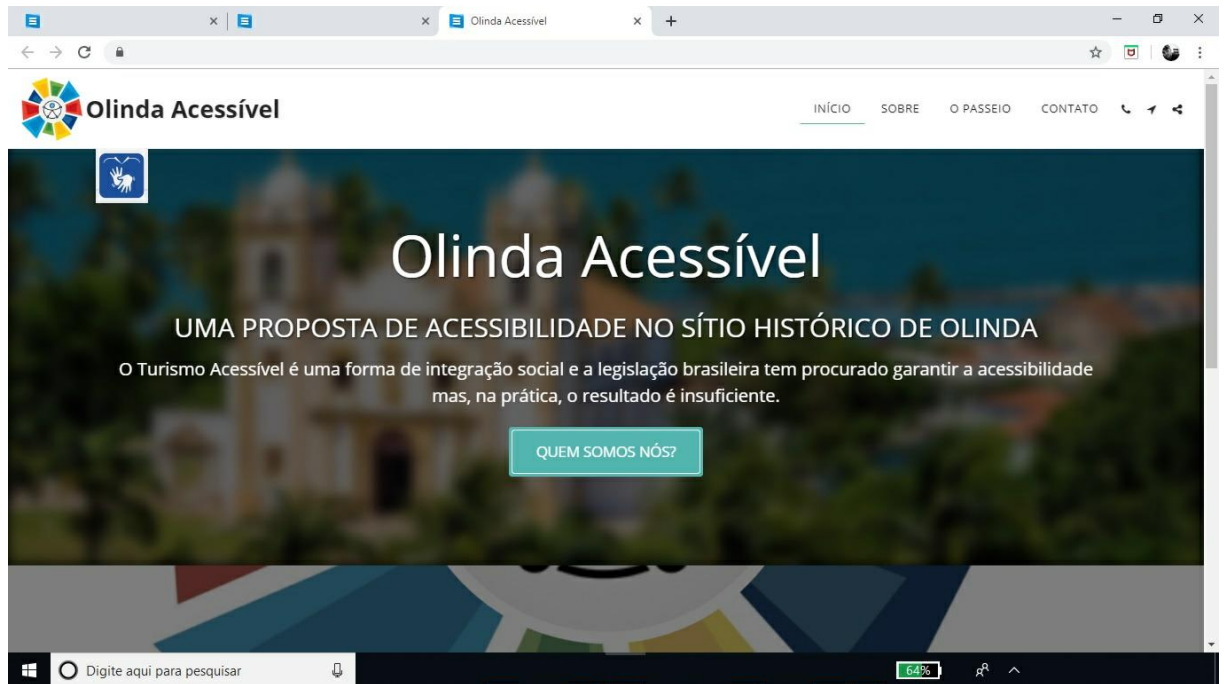 Olinda Acessível
Olinda Acessível
INÍCIO SOBRE O PASSEIO CONTATO
Olinda Acessível
UMA PROPOSTA DE ACESSIBILIDADE NO SÍTIO HISTÓRICO DE OLINDA
O Turismo Acessível é uma forma de integração social e a legislação brasileira tem procurado garantir a acessibilidade
mas, na prática, o resultado é insuficiente.
QUEM SOMOS NÓS?
Digite aqui para pesquisar
64%